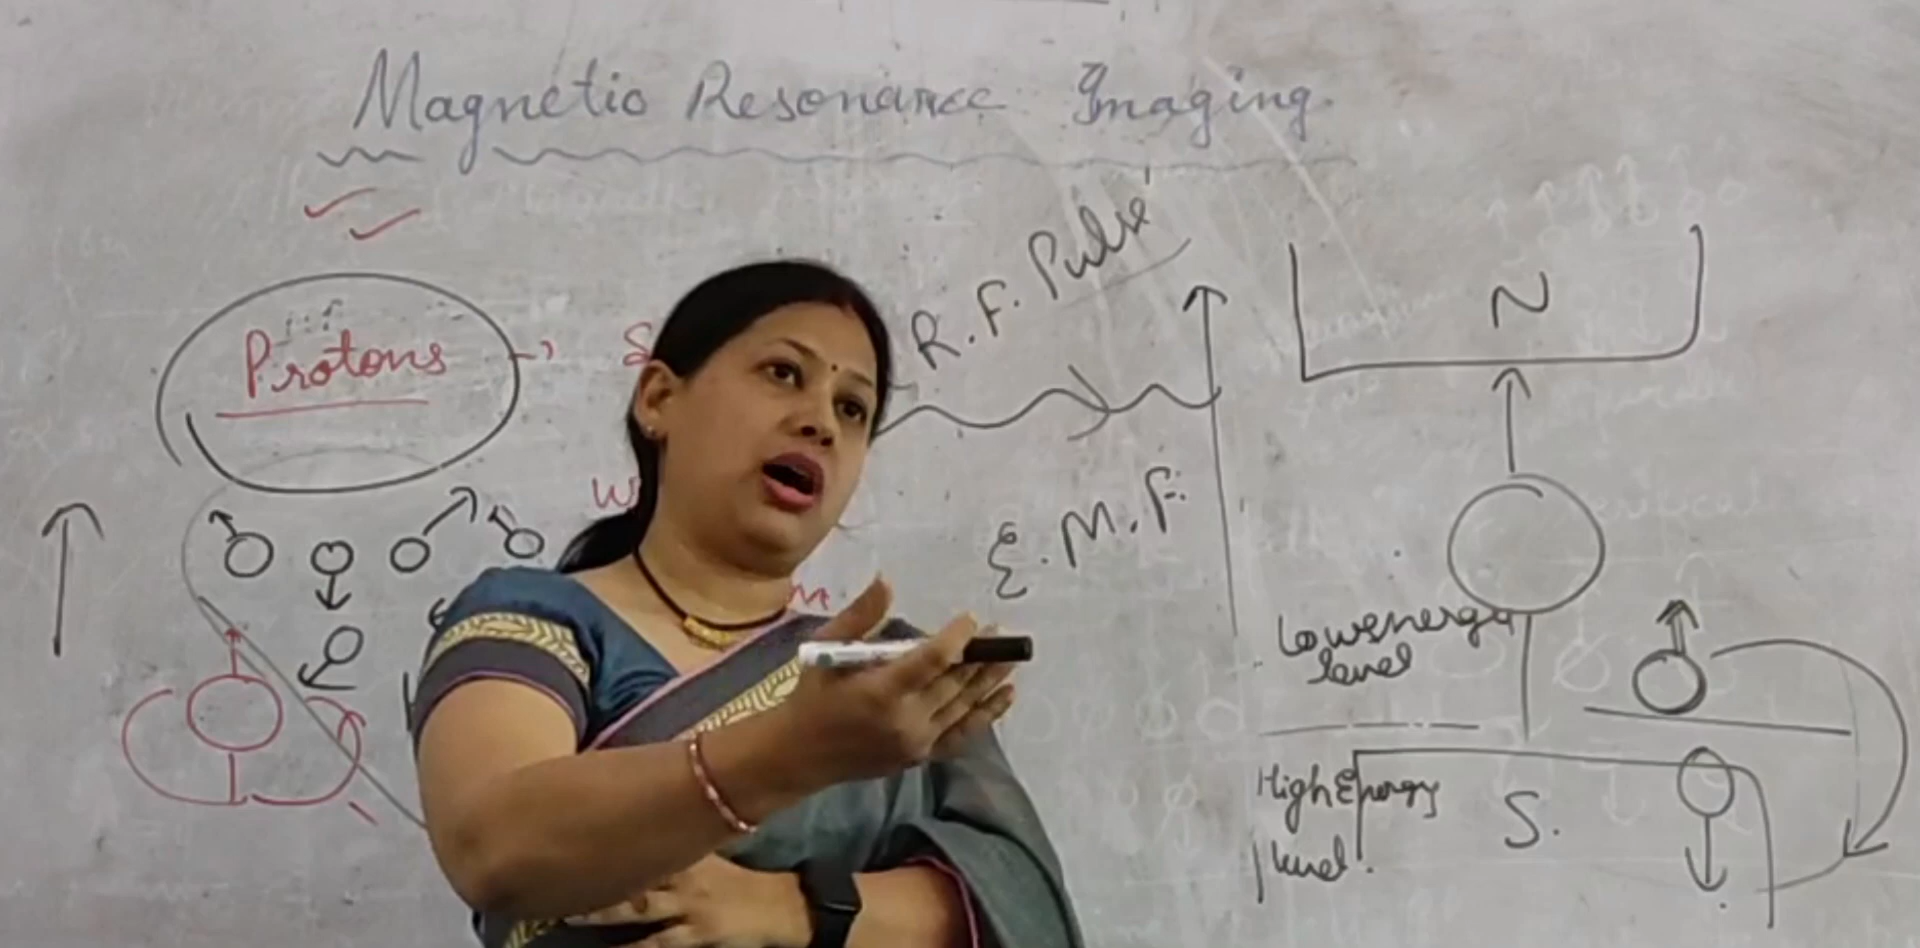 Magnetic Resonance Imaging.
R.F. Pulse
Protons
N
E.M.F.
Low energy
level
High Energy
level.
S.